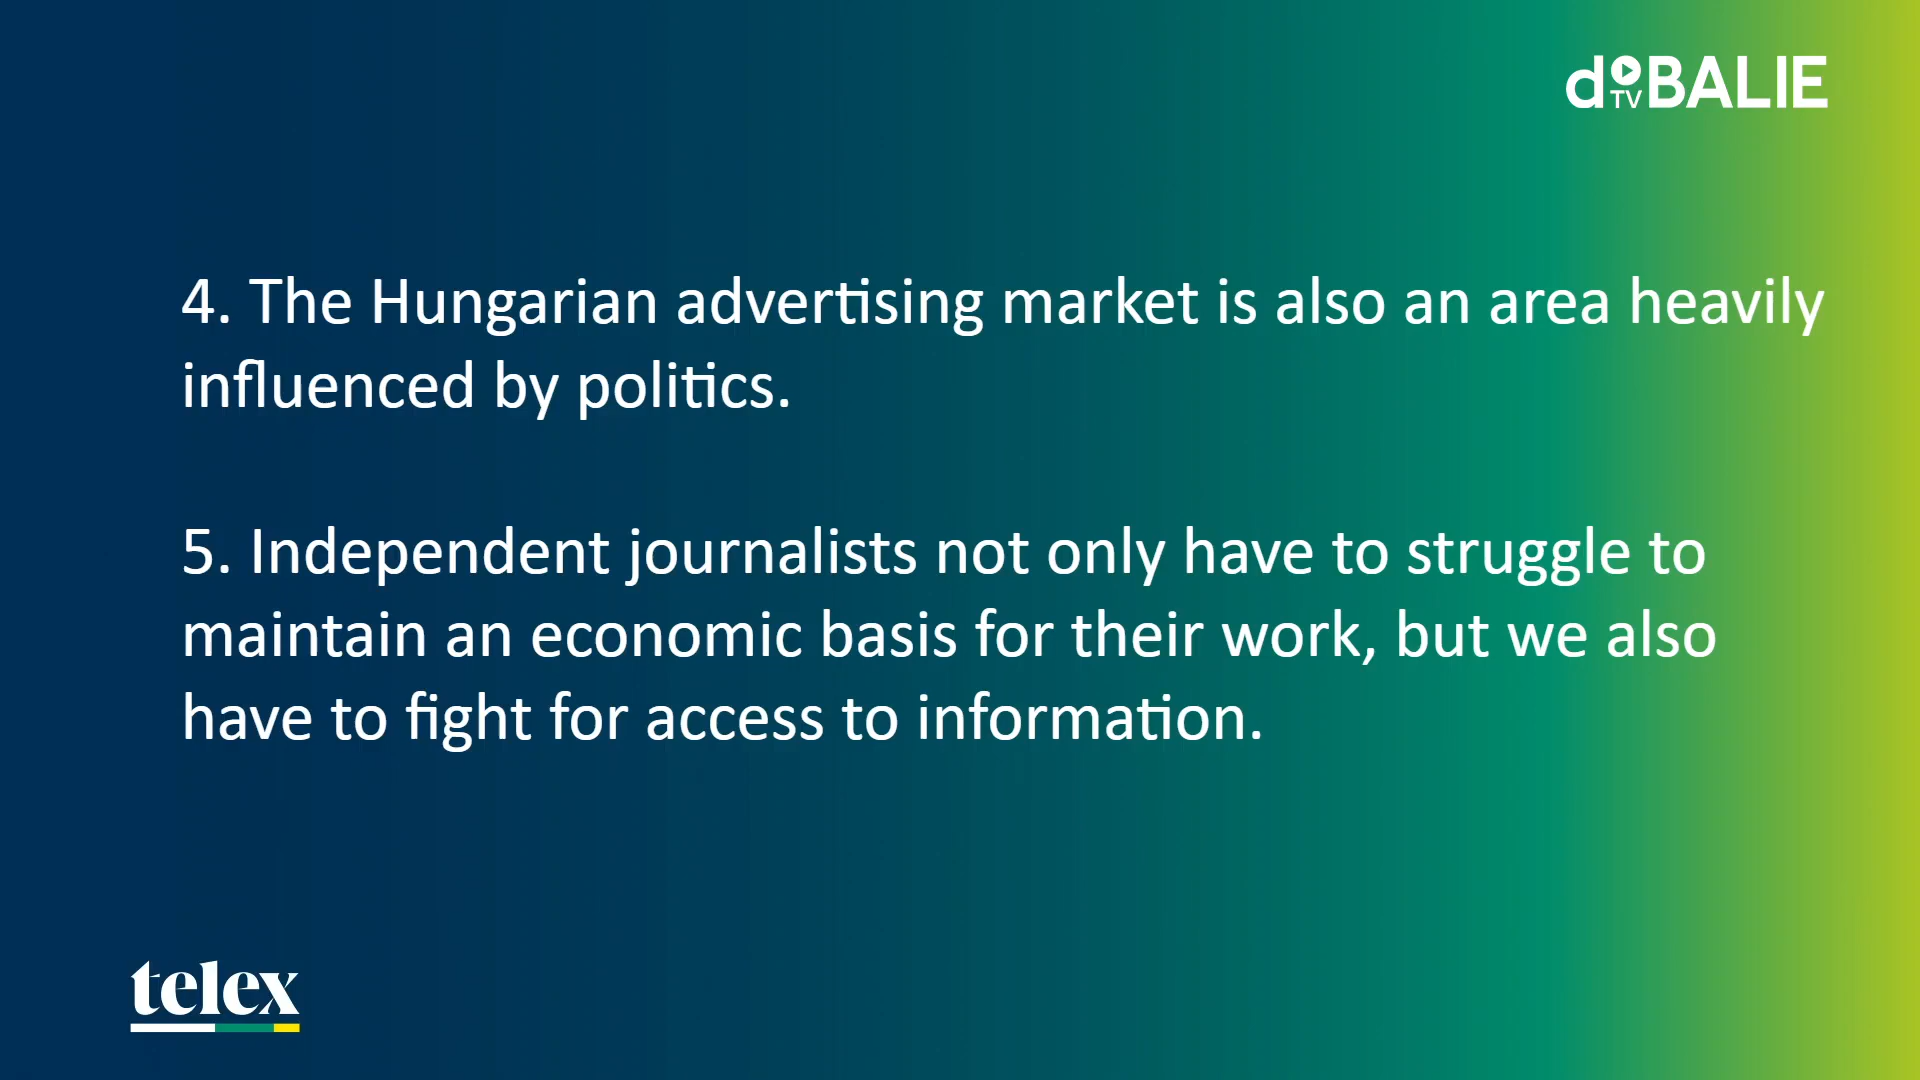 deBALIE
TV
4. The Hungarian advertising market is also an area heavily
influenced by politics.
5. Independent journalists not only have to struggle to
maintain an economic basis for their work, but we also
have to fight for access to information.
telex